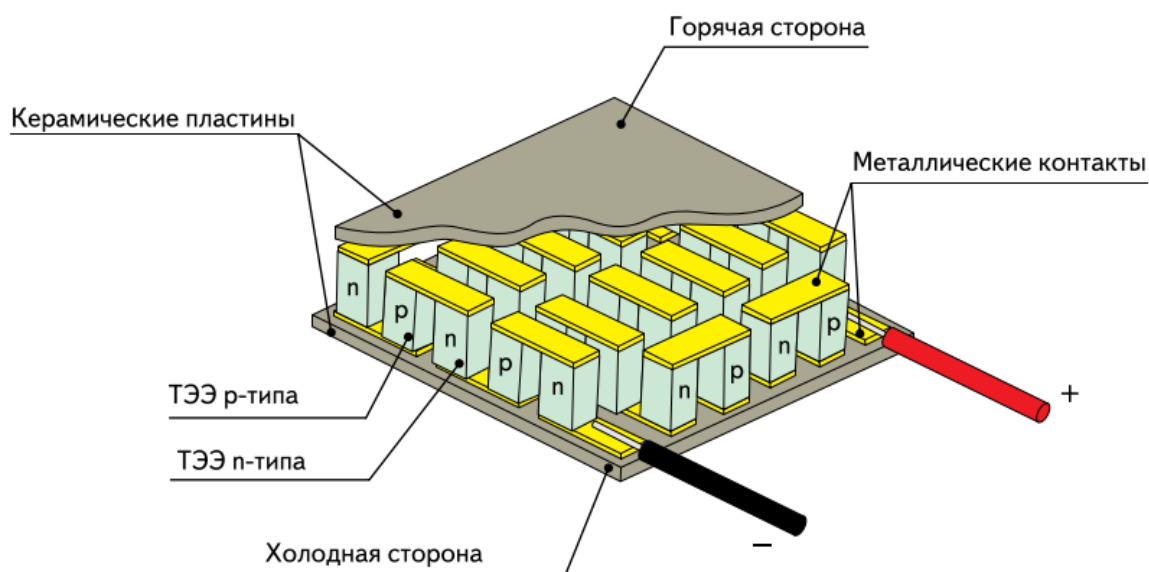 Горячая сторона
Керамические пластины
Металлические контакты
n
p
n
p
n
n
p
n
p
ТЭЭ p-типа
ТЭЭ n-типа
+
Холодная сторона
−